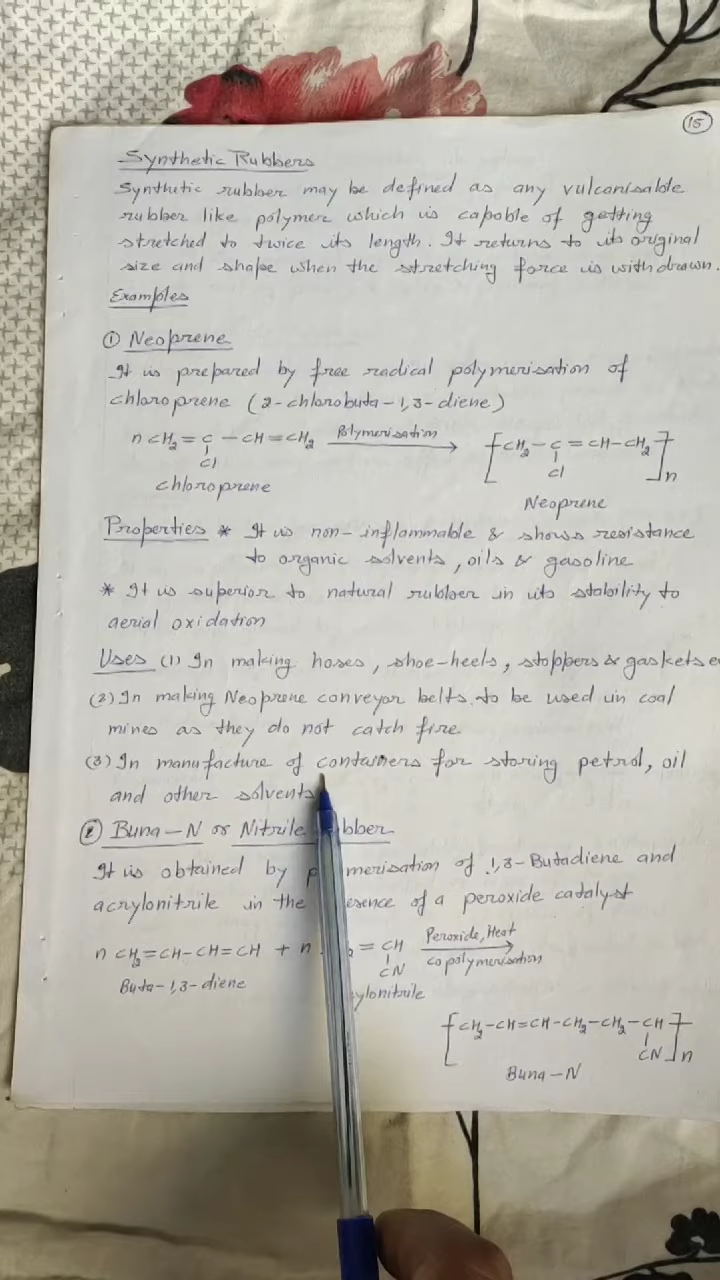 15
Synthetic Rubbers
Synthetic rubber may be defined as any vulcanisable
rubber like polymer which is capable of getting
stretched to twice its length. It returns to its original
size and shape when the stretching force is withdrawn.
Examples
① Neoprene
It is prepared by free radical polymerisation of
chloroprene (2-chlorobuta-1,3-diene)
n CH₂ = C – CH = CH₂ Polymerisation [CH₂ – C = CH – CH₂]n
Cl Cl
chloroprene
Neoprene
Properties * It is non-inflammable & shows resistance
to organic solvents, oils & gasoline
* It is superior to natural rubber in its stability to
aerial oxidation
Uses (1) In making hoses, shoe-heels, stoppers & gaskets
(2) In making Neoprene conveyor belts to be used in coal
mines as they do not catch fire
(3) In manufacture of containers for storing petrol, oil
and other solvents
② Buna–N or Nitrile
It is obtained by of 1,3-Butadiene and
acrylonitrile in the of a peroxide catalyst
n CH₂=CH-CH=CH + n = CH Peroxide, Heat
CN copolymerisation
Buta-1,3-diene
[CH₂-CH=CH-CH₂-CH₂-CH]n
CN
Buna–N